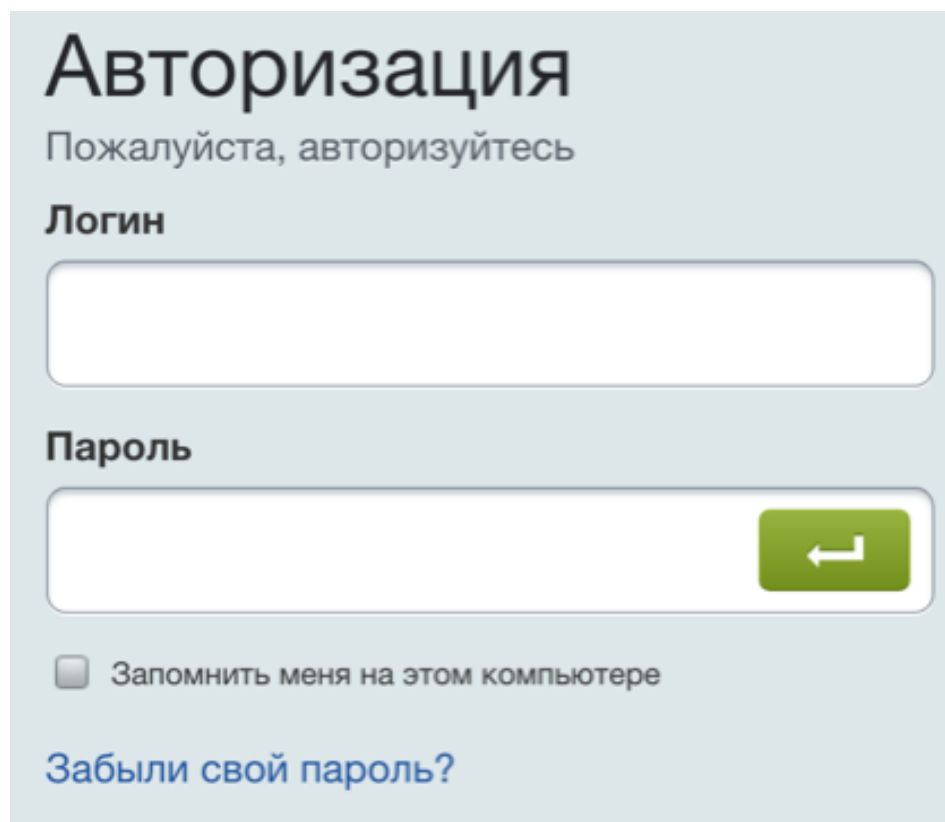 Авторизация
Пожалуйста, авторизуйтесь
Логин
Пароль
Запомнить меня на этом компьютере
Забыли свой пароль?